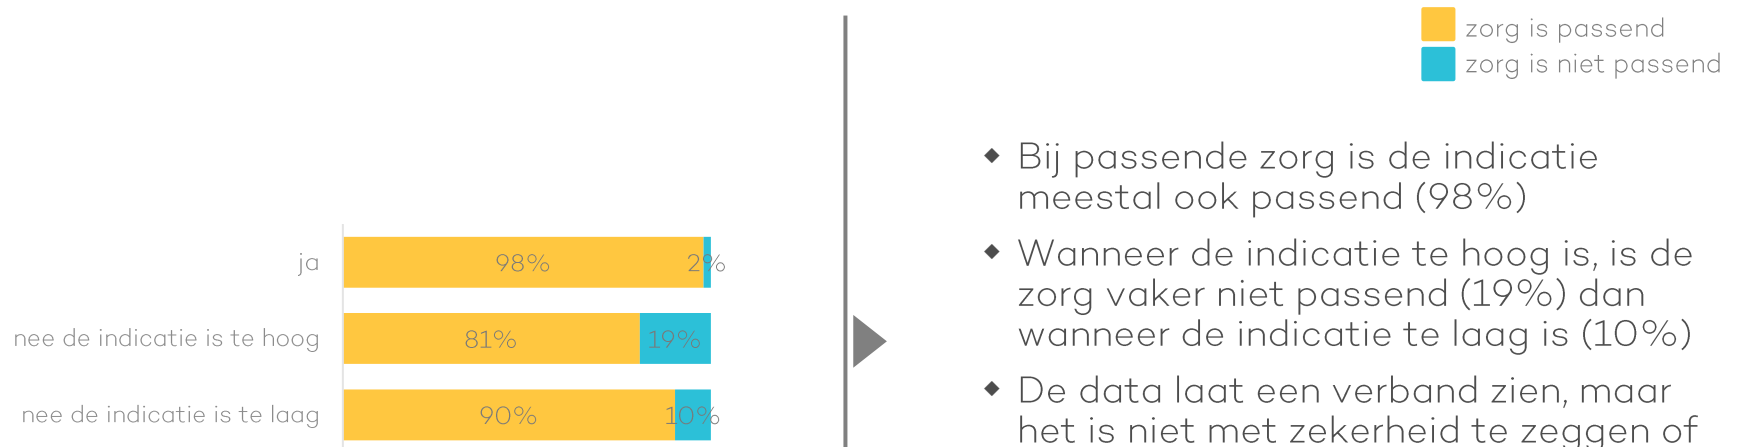 zorg is passend
zorg is niet passend
ja 98% 2%
nee de indicatie is te hoog 81% 19%
nee de indicatie is te laag 90% 10%
◆ Bij passende zorg is de indicatie
meestal ook passend (98%)
◆ Wanneer de indicatie te hoog is, is de
zorg vaker niet passend (19%) dan
wanneer de indicatie te laag is (10%)
◆ De data laat een verband zien, maar
het is niet met zekerheid te zeggen of